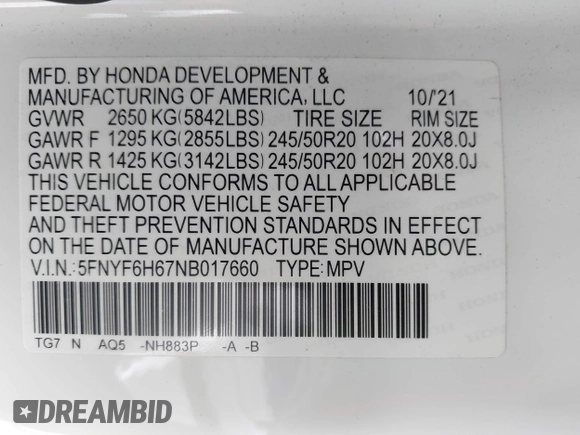 MFD. BY HONDA DEVELOPMENT &
MANUFACTURING OF AMERICA, LLC 10/'21
GVWR 2650 KG(5842LBS) TIRE SIZE RIM SIZE
GAWR F 1295 KG(2855LBS) 245/50R20 102H 20X8.0J
GAWR R 1425 KG(3142LBS) 245/50R20 102H 20X8.0J
THIS VEHICLE CONFORMS TO ALL APPLICABLE
FEDERAL MOTOR VEHICLE SAFETY
AND THEFT PREVENTION STANDARDS IN EFFECT
ON THE DATE OF MANUFACTURE SHOWN ABOVE.
V.I.N.:5FNYF6H67NB017660 TYPE:MPV
TG7 N AQ5 -NH883P -A -B
DREAMBID